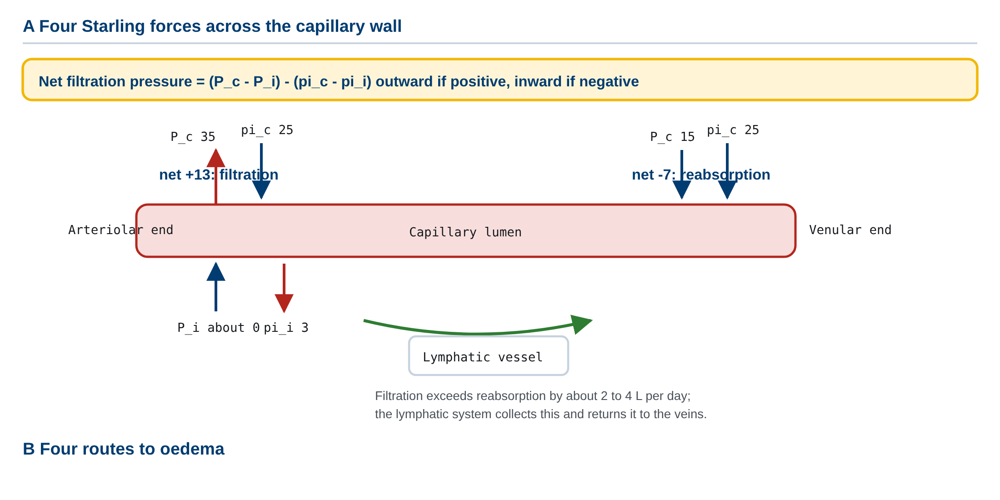 A Four Starling forces across the capillary wall
Net filtration pressure = (P_c - P_i) - (pi_c - pi_i) outward if positive, inward if negative
P_c 35
pi_c 25
P_c 15
pi_c 25
net +13: filtration
net -7: reabsorption
Arteriolar end
Capillary lumen
Venular end
P_i about 0
pi_i 3
Lymphatic vessel
Filtration exceeds reabsorption by about 2 to 4 L per day;
the lymphatic system collects this and returns it to the veins.
B Four routes to oedema